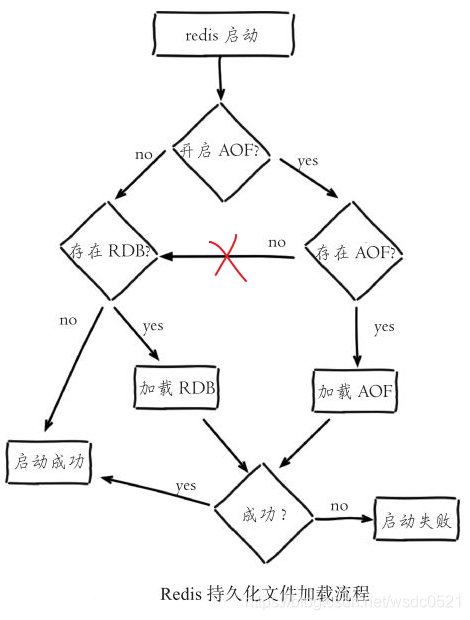 redis 启动
开启 AOF?
no
yes
存在 RDB?
no
存在 AOF?
no
yes
yes
加载 RDB
加载 AOF
启动成功
yes
成功？
no
启动失败
Redis 持久化文件加载流程
https://blog.csdn.net/wsdc0521